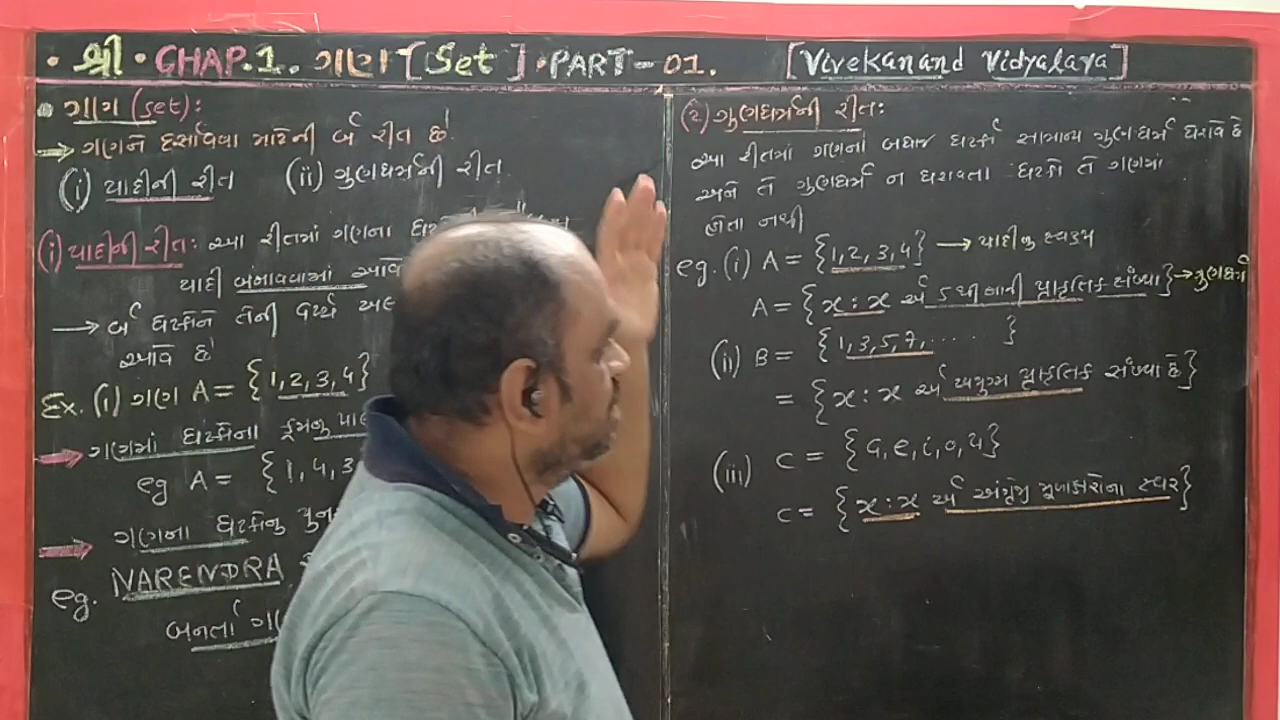 • શ્રી • CHAP.1. ગણ [Set] • PART-01. [Vivekanand Vidyalaya]
• ગણ (set):
→ ગણને દર્સાવવા માટેની બે રીત છે.
(i) યાદીની રીત (ii) ગુણધર્મની રીત
(i) યાદીની રીત: આ રીતમાં ગણના
યાદી બનાવવામાં આવે
→ બે ઘટકોને તેની વચ્ચે
આવે છે
Ex. (i) ગણ A = {1, 2, 3, 4}
→ ગણમાં ઘટકોના ક્રમનુ
eg A = {1, 4, 3
→ ગણના ઘટકોનુ
eg. NARENDRA
બનતા
(૨) ગુણધર્મની રીત:
આ રીતમાં ગણના બધાજ ઘટકો સામાન્ય ગુણધર્મ ધરાવે છે
અને તે ગુણધર્મ ન ધરાવતા ઘટકો તે ગણમાં
હોતા નથી
eg. (i) A = {1, 2, 3, 4} → યાદીનુ સ્વરૂપ
A = {x : x એ 5 થી નાની પ્રાકૃતિક સંખ્યા} → ગુણધર્મ
(ii) B = {1, 3, 5, 7, ..... }
= {x : x એ અયુગ્મ પ્રાકૃતિક સંખ્યા છે}
(iii) C = {a, e, i, o, u}
C = {x : x એ અંગ્રેજી મૂળાક્ષરોના સ્વર}